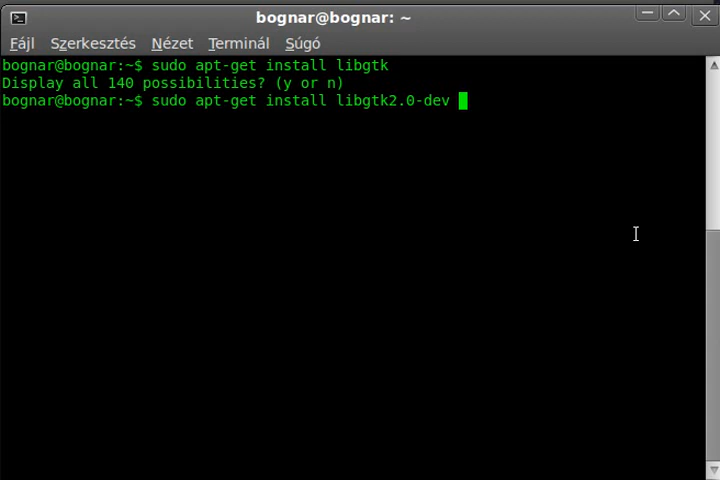 bognar@bognar: ~
Fájl Szerkesztés Nézet Terminál Súgó
bognar@bognar:~$ sudo apt-get install libgtk
Display all 140 possibilities? (y or n)
bognar@bognar:~$ sudo apt-get install libgtk2.0-dev